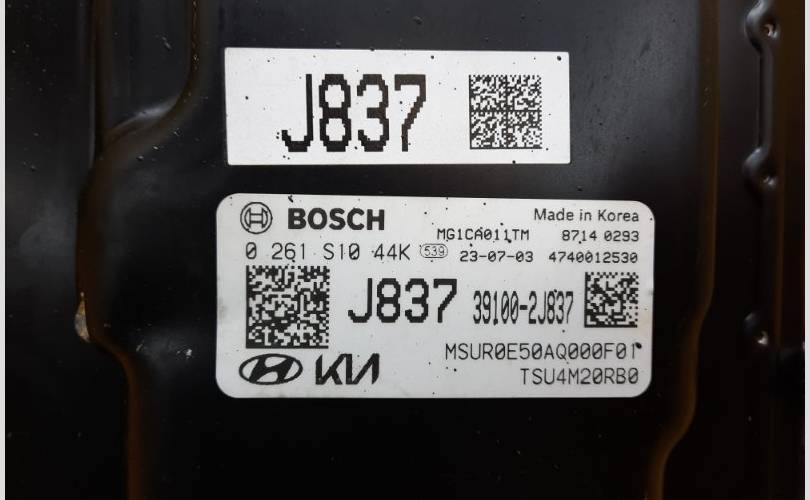 J837
BOSCH
Made in Korea
MG1CA011TM 8714 0293
0 261 S10 44K 539 23-07-03 4740012530
J837 39100-2J837
MSUR0E50AQ000F01
KIA TSU4M20RB0